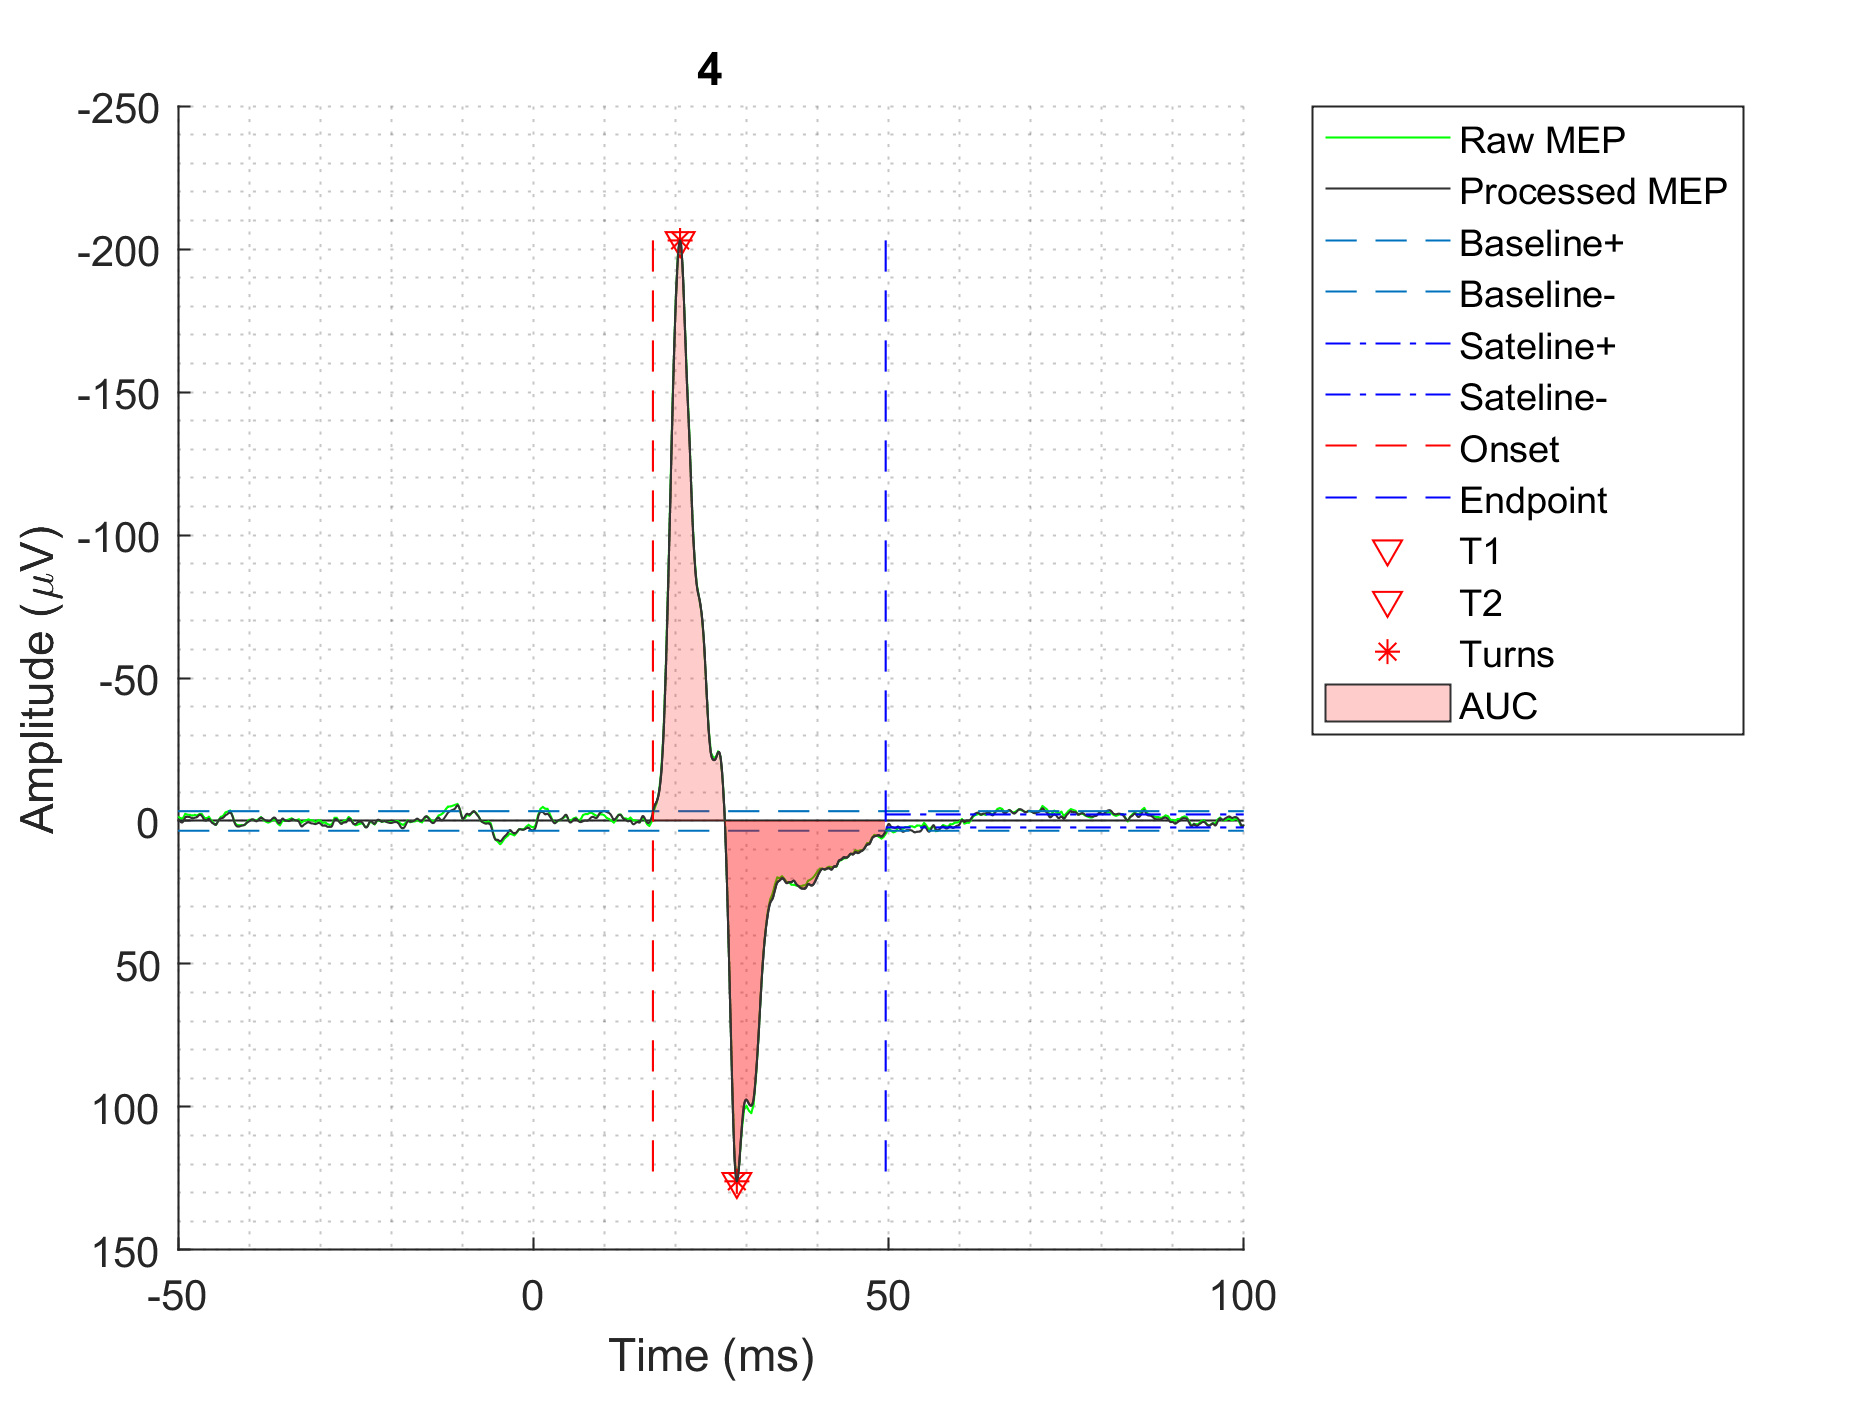 4
-250
-200
-150
-100
-50
0
50
100
150
Amplitude (μV)
-50 0 50 100
Time (ms)
Raw MEP
Processed MEP
Baseline+
Baseline-
Sateline+
Sateline-
Onset
Endpoint
T1
T2
Turns
AUC